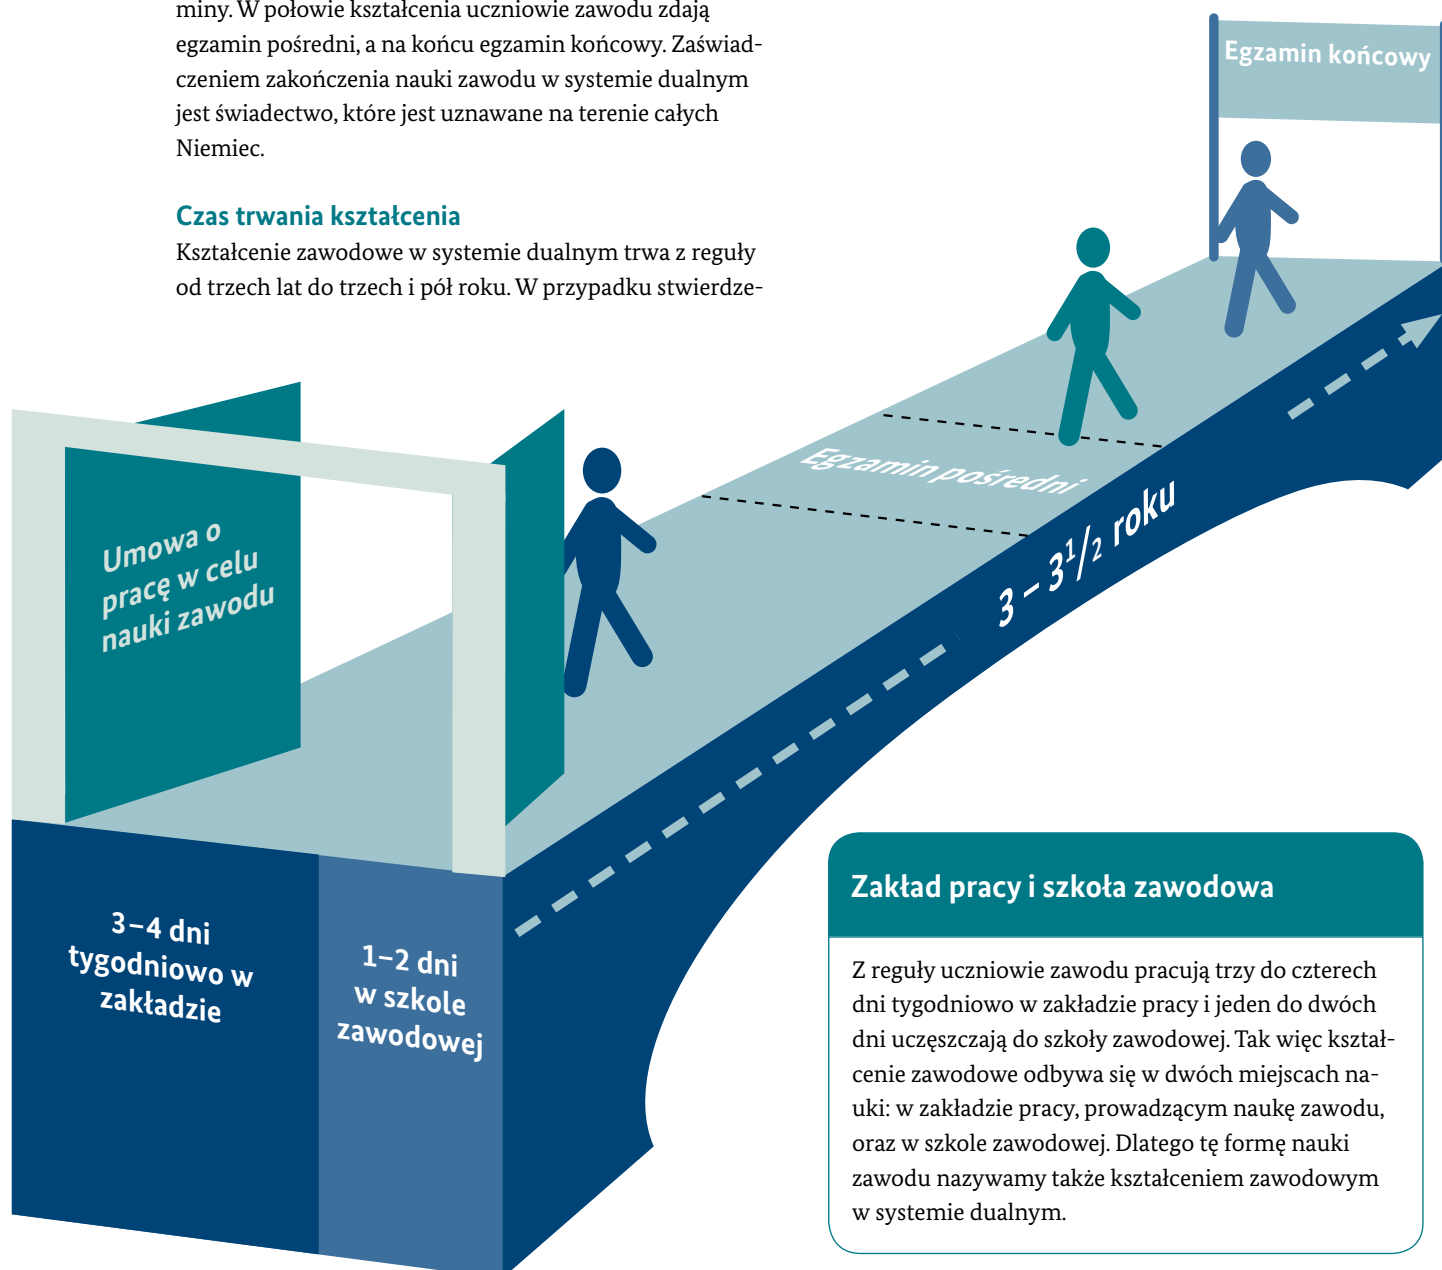 miny. W połowie kształcenia uczniowie zawodu zdają
egzamin pośredni, a na końcu egzamin końcowy. Zaświad-
czeniem zakończenia nauki zawodu w systemie dualnym
jest świadectwo, które jest uznawane na terenie całych
Niemiec.
Czas trwania kształcenia
Kształcenie zawodowe w systemie dualnym trwa z reguły
od trzech lat do trzech i pół roku. W przypadku stwierdze-
Egzamin końcowy
Egzamin pośredni
3 – 3 1/2 roku
Umowa o
pracę w celu
nauki zawodu
3–4 dni
tygodniowo w
zakładzie
1–2 dni
w szkole
zawodowej
Zakład pracy i szkoła zawodowa
Z reguły uczniowie zawodu pracują trzy do czterech
dni tygodniowo w zakładzie pracy i jeden do dwóch
dni uczęszczają do szkoły zawodowej. Tak więc kształ-
cenie zawodowe odbywa się w dwóch miejscach na-
uki: w zakładzie pracy, prowadzącym naukę zawodu,
oraz w szkole zawodowej. Dlatego tę formę nauki
zawodu nazywamy także kształceniem zawodowym
w systemie dualnym.